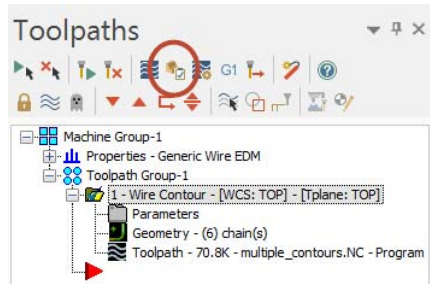 Toolpaths
G1
Machine Group-1
Properties - Generic Wire EDM
Toolpath Group-1
1 - Wire Contour - [WCS: TOP] - [Tplane: TOP]
Parameters
Geometry - (6) chain(s)
Toolpath - 70.8K - multiple_contours.NC - Program